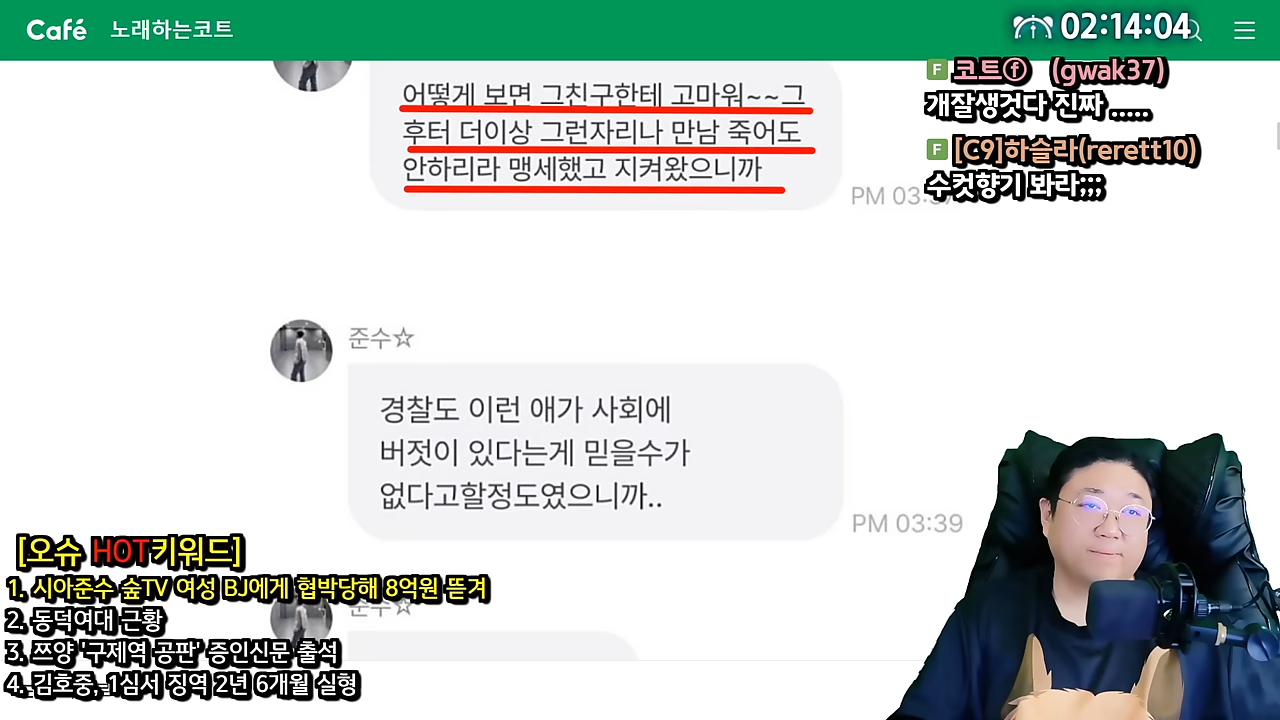 Café 노래하는코트
02:14:04
어떻게 보면 그친구한테 고마워~~그
후터 더이상 그런자리나 만남 죽어도
안하리라 맹세했고 지켜왔으니까
PM 03:37
F 코트ⓕ (gwak37)
개잘생겻다 진짜 .....
F [C9]하슬라(rerett10)
수컷향기 봐라;;;
준수☆
경찰도 이런 애가 사회에
버젓이 있다는게 믿을수가
없다고할정도였으니까..
PM 03:39
준수☆
[오슈 HOT키워드]
1. 시아준수 숲TV 여성 BJ에게 협박당해 8억원 뜯겨
2. 동덕여대 근황
3. 쯔양 '구제역 공판' 증인신문 출석
4. 김호중, 1심서 징역 2년 6개월 실형